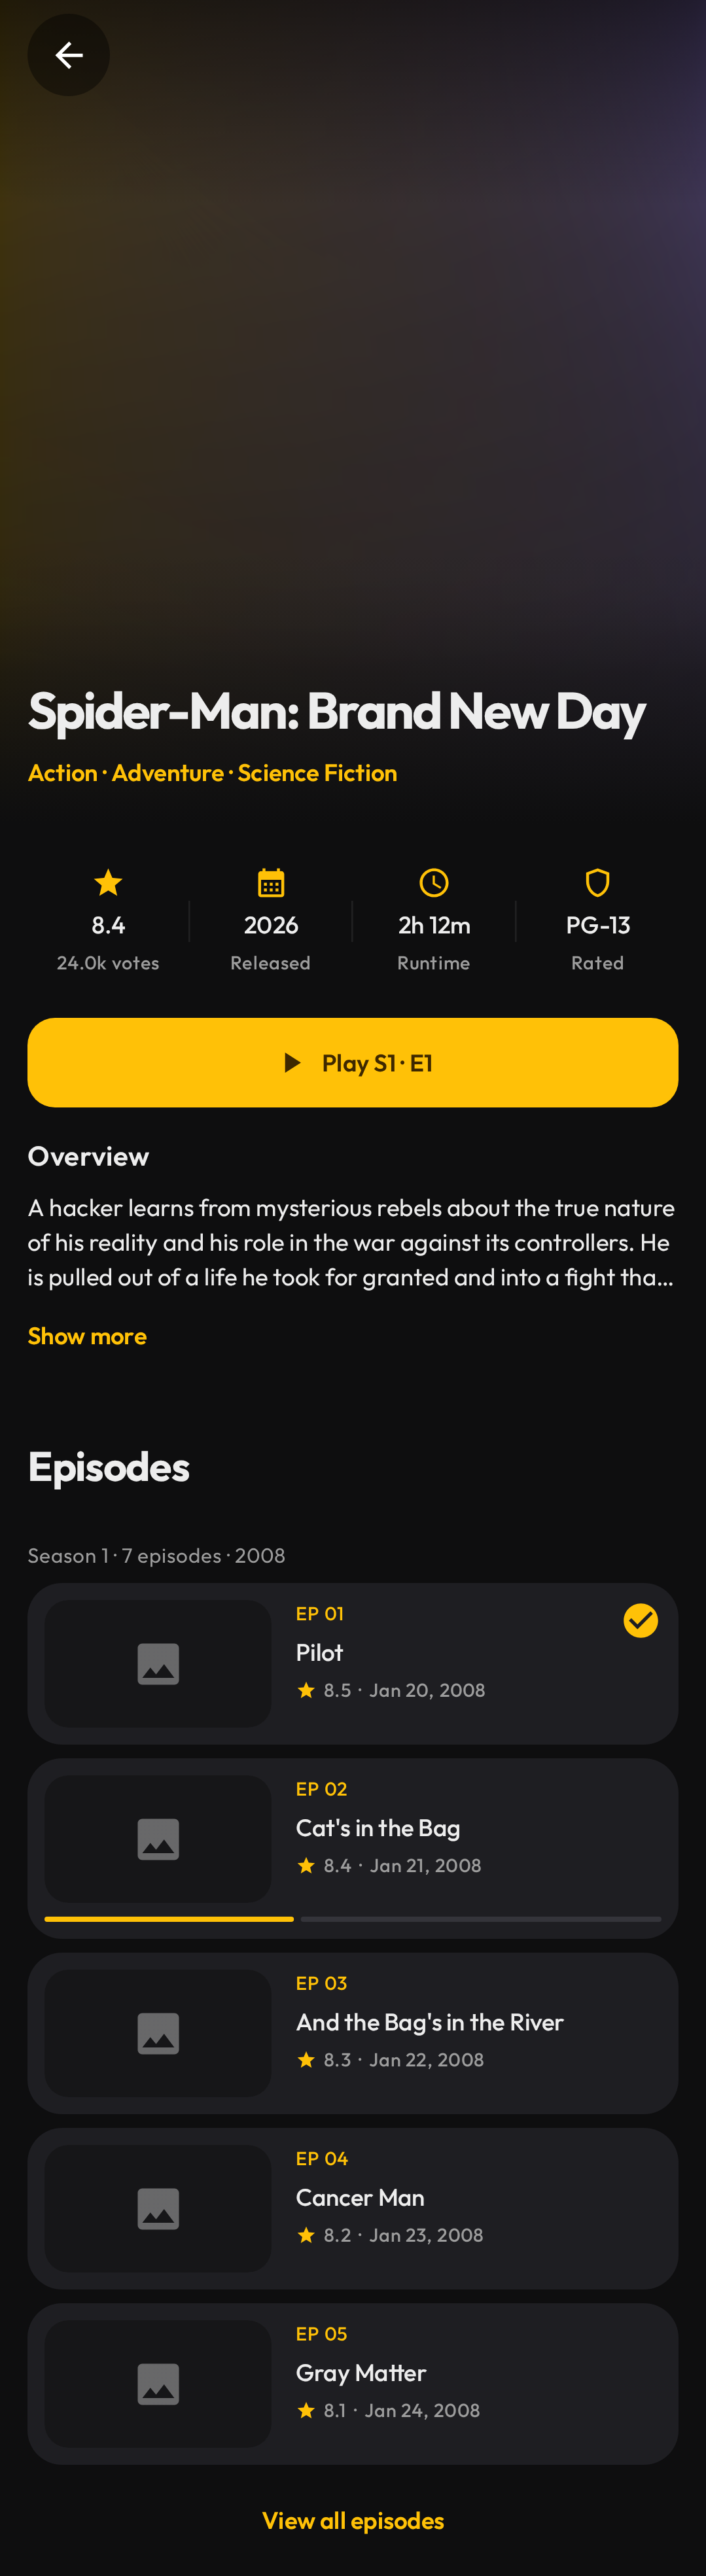 Spider-Man: Brand New Day
Action · Adventure · Science Fiction
8.4
24.0k votes
2026
Released
2h 12m
Runtime
PG-13
Rated
Play S1 · E1
Overview
A hacker learns from mysterious rebels about the true nature
of his reality and his role in the war against its controllers. He
is pulled out of a life he took for granted and into a fight tha...
Show more
Episodes
Season 1 · 7 episodes · 2008
EP 01
Pilot
8.5 · Jan 20, 2008
EP 02
Cat's in the Bag
8.4 · Jan 21, 2008
EP 03
And the Bag's in the River
8.3 · Jan 22, 2008
EP 04
Cancer Man
8.2 · Jan 23, 2008
EP 05
Gray Matter
8.1 · Jan 24, 2008
View all episodes